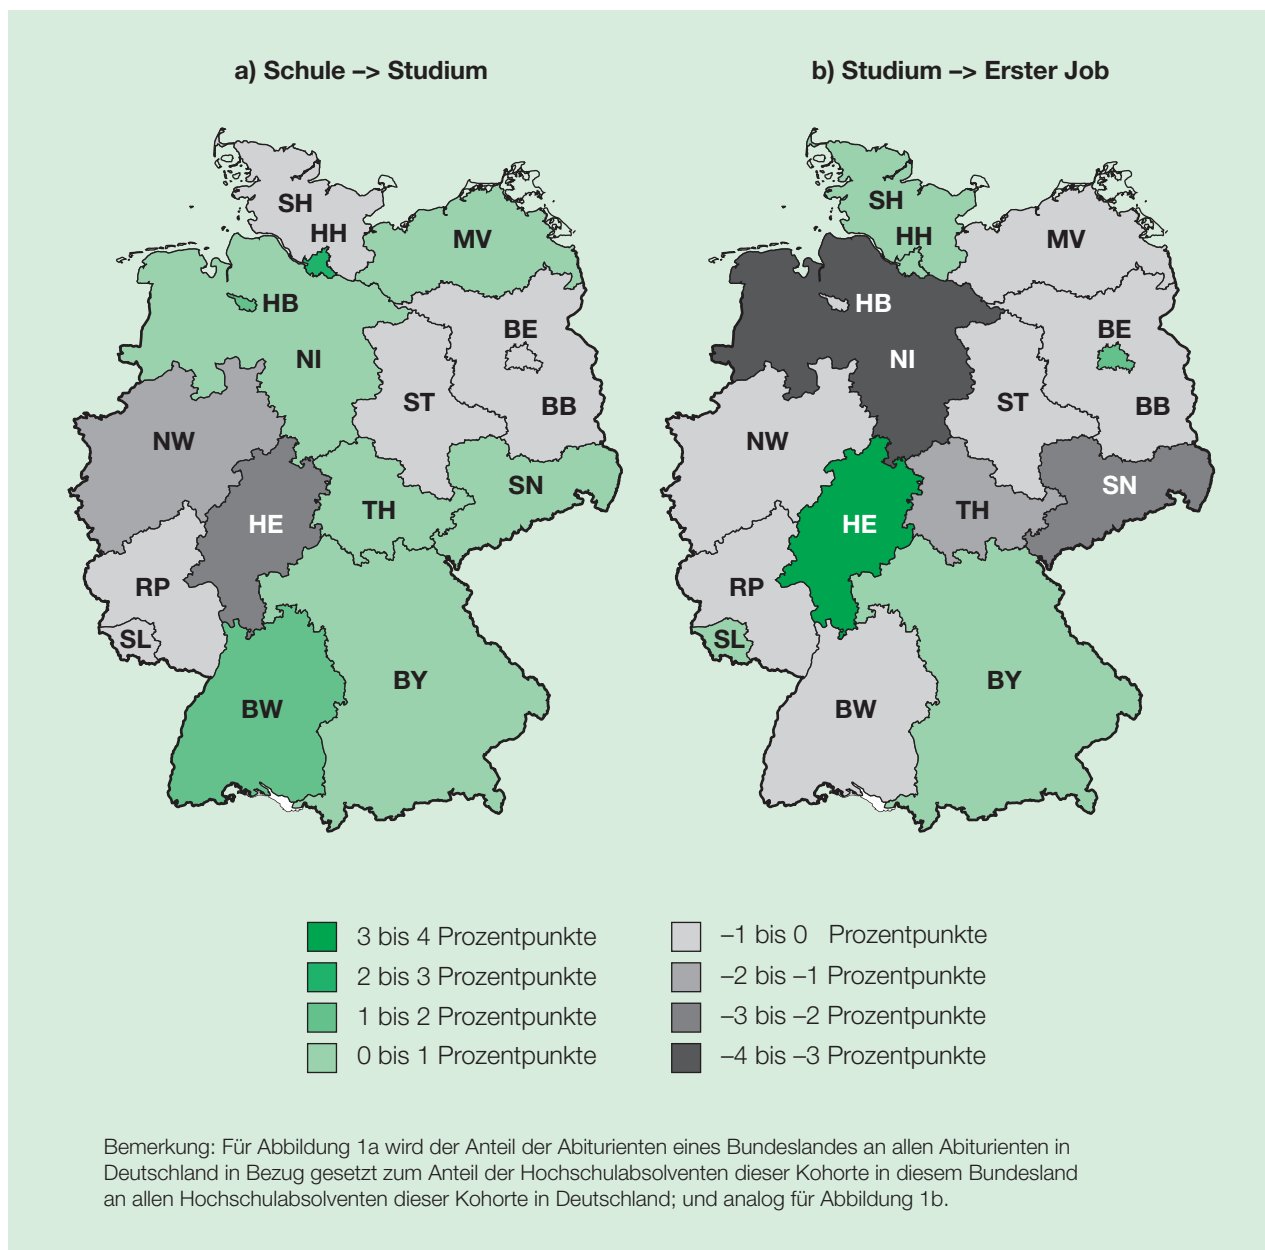 a) Schule –> Studium
SH
HH
MV
HB
BE
NI
ST
BB
NW
SN
TH
HE
RP
SL
BY
BW
b) Studium –> Erster Job
SH
HH
MV
HB
BE
NI
ST
BB
NW
SN
TH
HE
RP
SL
BY
BW
3 bis 4 Prozentpunkte
2 bis 3 Prozentpunkte
1 bis 2 Prozentpunkte
0 bis 1 Prozentpunkte
–1 bis 0 Prozentpunkte
–2 bis –1 Prozentpunkte
–3 bis –2 Prozentpunkte
–4 bis –3 Prozentpunkte
Bemerkung: Für Abbildung 1a wird der Anteil der Abiturienten eines Bundeslandes an allen Abiturienten in
Deutschland in Bezug gesetzt zum Anteil der Hochschulabsolventen dieser Kohorte in diesem Bundesland
an allen Hochschulabsolventen dieser Kohorte in Deutschland; und analog für Abbildung 1b.